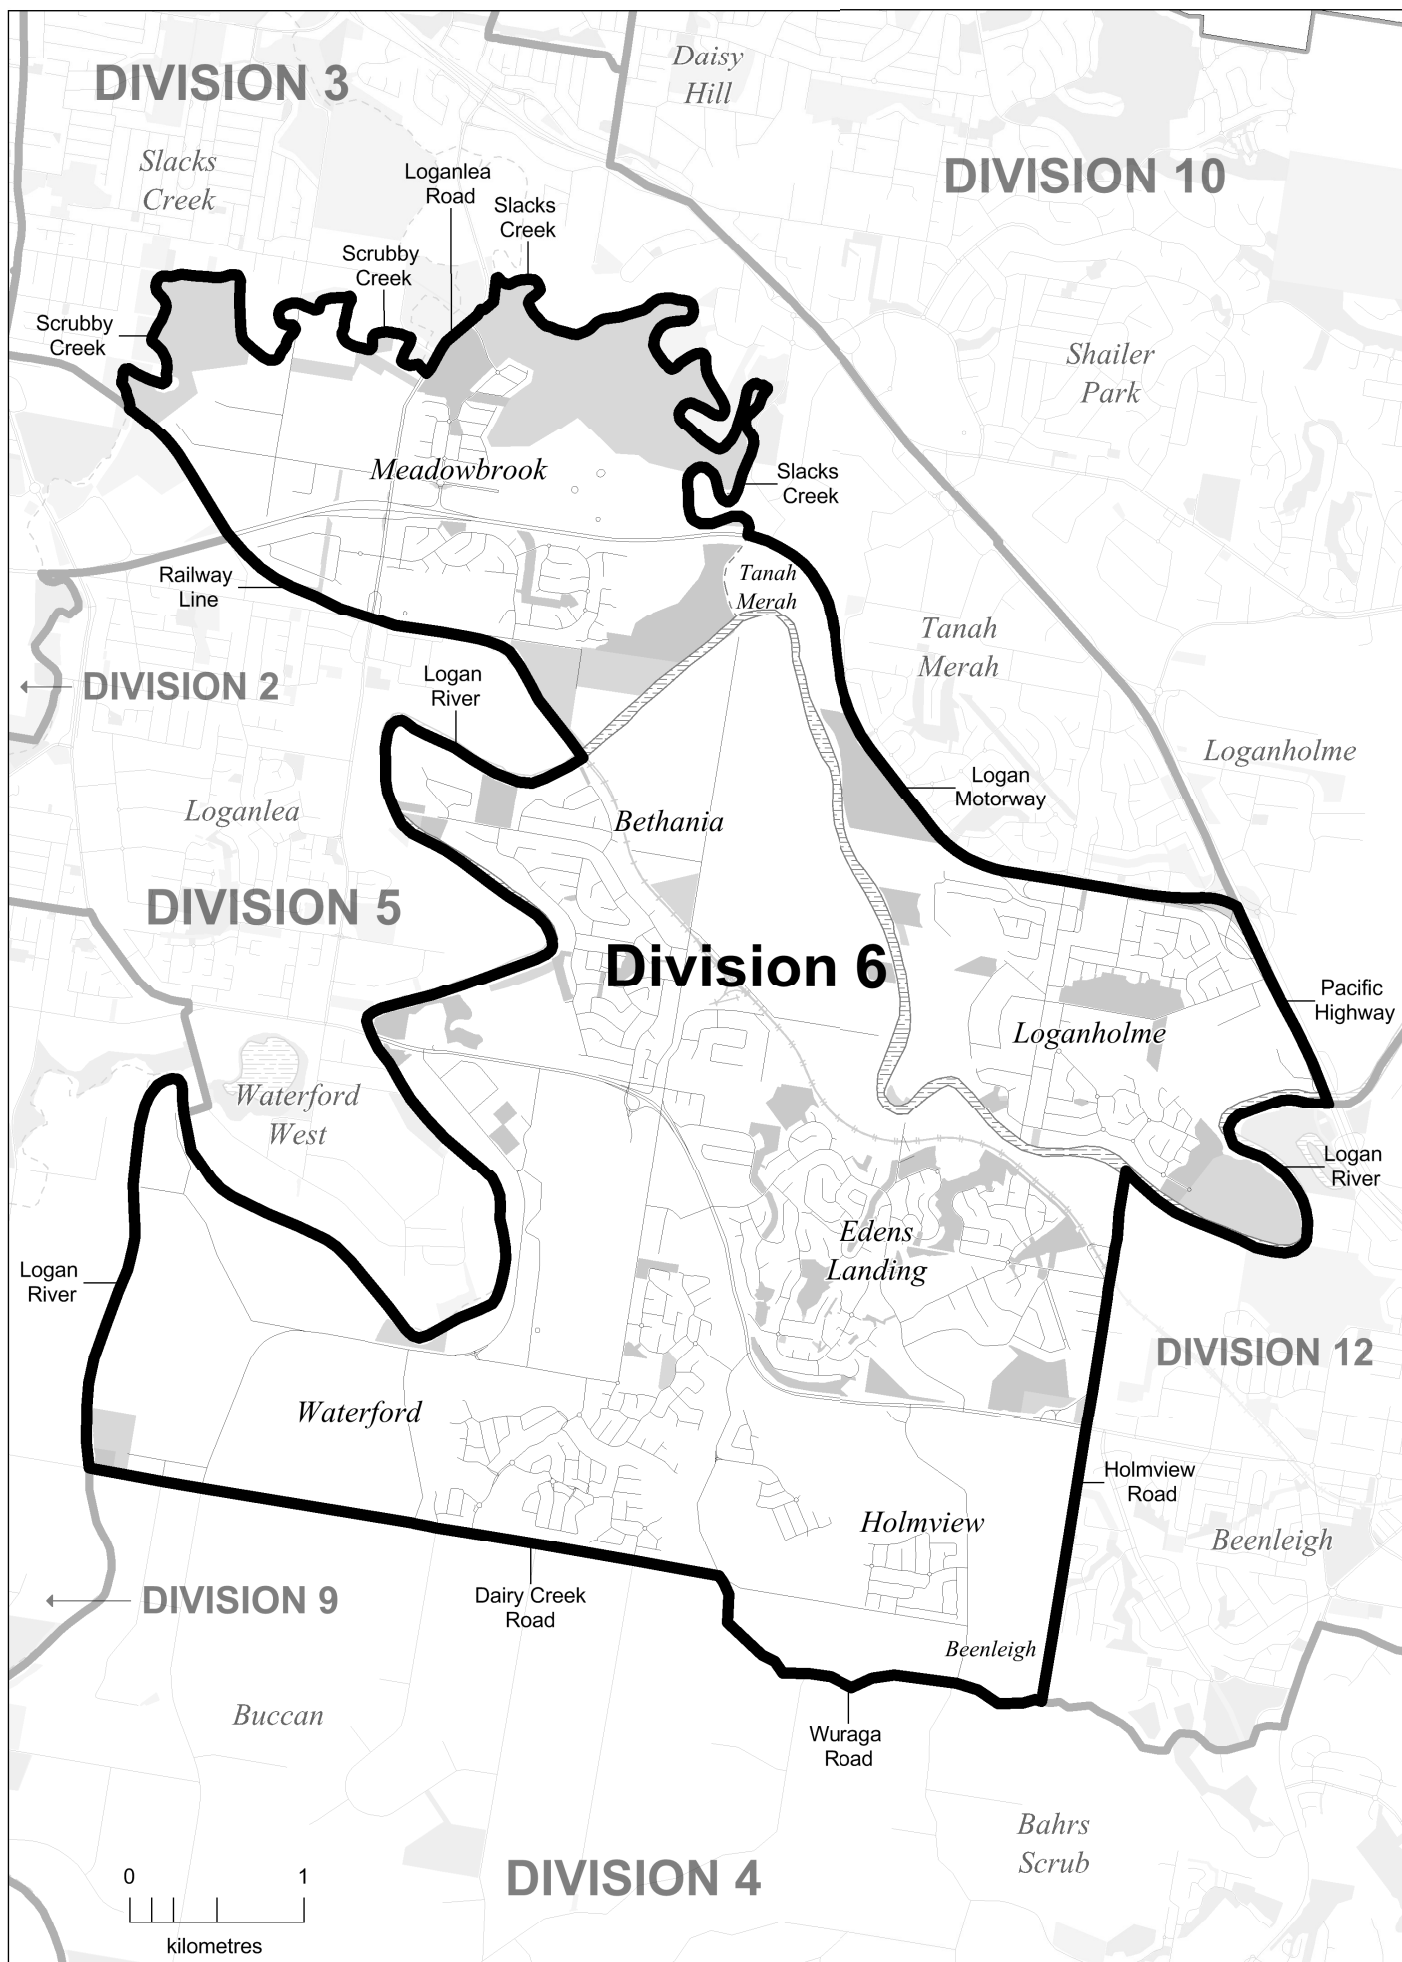 Daisy
Hill
DIVISION 3
Slacks
Creek
DIVISION 10
Loganlea
Road
Slacks
Creek
Scrubby
Creek
Scrubby
Creek
Shailer
Park
Meadowbrook
Slacks
Creek
Railway
Line
Tanah
Merah
Tanah
Merah
DIVISION 2
Logan
River
Loganholme
Logan
Motorway
Loganlea
Bethania
DIVISION 5
Division 6
Pacific
Highway
Loganholme
Waterford
West
Logan
River
Edens
Landing
Logan
River
DIVISION 12
Waterford
Holmview
Road
Holmview
Beenleigh
DIVISION 9
Dairy Creek
Road
Beenleigh
Buccan
Wuraga
Road
Bahrs
Scrub
DIVISION 4
0 1
kilometres